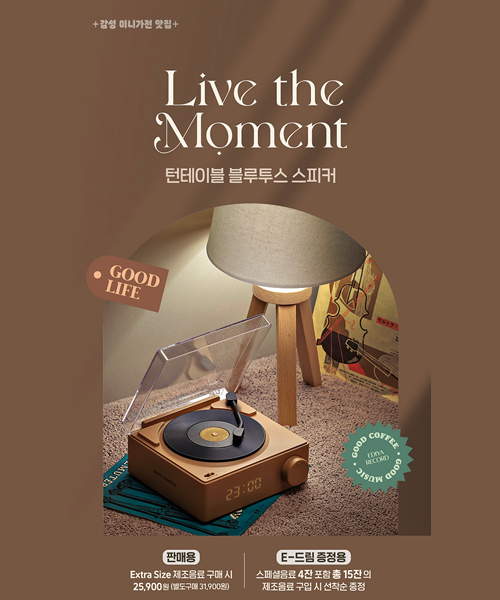 +감성 미니가전 맛집+
Live the
Moment
턴테이블 블루투스 스피커
GOOD
LIFE
GOOD COFFEE
EDIYA
RECORD
GOOD MUSIC
23:00
판매용
Extra Size 제조음료 구매 시
25,900원 (별도구매 31,900원)
E-드림 증정용
스페셜음료 4잔 포함 총 15잔의
제조음료 구입 시 선착순 증정